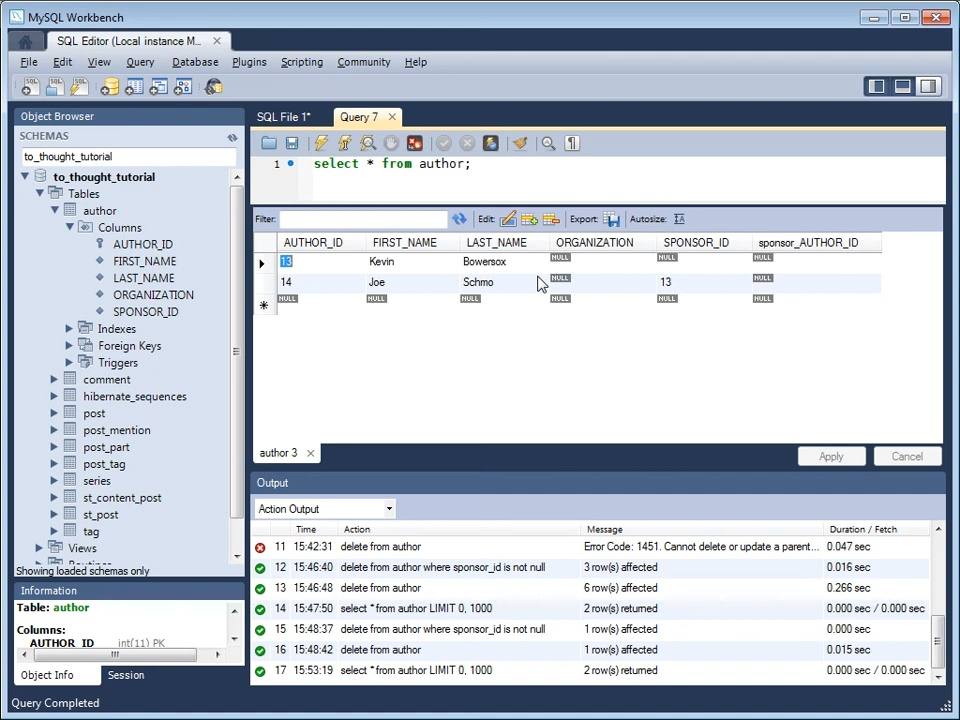 MySQL Workbench
SQL Editor (Local instance M...
File Edit View Query Database Plugins Scripting Community Help
Object Browser
SCHEMAS
to_thought_tutorial
to_thought_tutorial
Tables
author
Columns
AUTHOR_ID
FIRST_NAME
LAST_NAME
ORGANIZATION
SPONSOR_ID
Indexes
Foreign Keys
Triggers
comment
hibernate_sequences
post
post_mention
post_part
post_tag
series
st_content_post
st_post
tag
Views
Showing loaded schemas only
Information
Table: author
Columns:
AUTHOR_ID int(11) PK
Object Info Session
SQL File 1* Query 7
1 select * from author;
Filter: Edit: Export: Autosize:
AUTHOR_ID FIRST_NAME LAST_NAME ORGANIZATION SPONSOR_ID sponsor_AUTHOR_ID
13 Kevin Bowersox NULL NULL NULL
14 Joe Schmo NULL 13 NULL
NULL NULL NULL NULL NULL
author 3
Apply Cancel
Output
Action Output
Time Action Message Duration / Fetch
11 15:42:31 delete from author Error Code: 1451. Cannot delete or update a parent... 0.047 sec
12 15:46:40 delete from author where sponsor_id is not null 3 row(s) affected 0.016 sec
13 15:46:48 delete from author 6 row(s) affected 0.266 sec
14 15:47:50 select * from author LIMIT 0, 1000 2 row(s) returned 0.000 sec / 0.000 sec
15 15:48:37 delete from author where sponsor_id is not null 1 row(s) affected 0.000 sec
16 15:48:42 delete from author 1 row(s) affected 0.015 sec
17 15:53:19 select * from author LIMIT 0, 1000 2 row(s) returned 0.000 sec / 0.000 sec
Query Completed